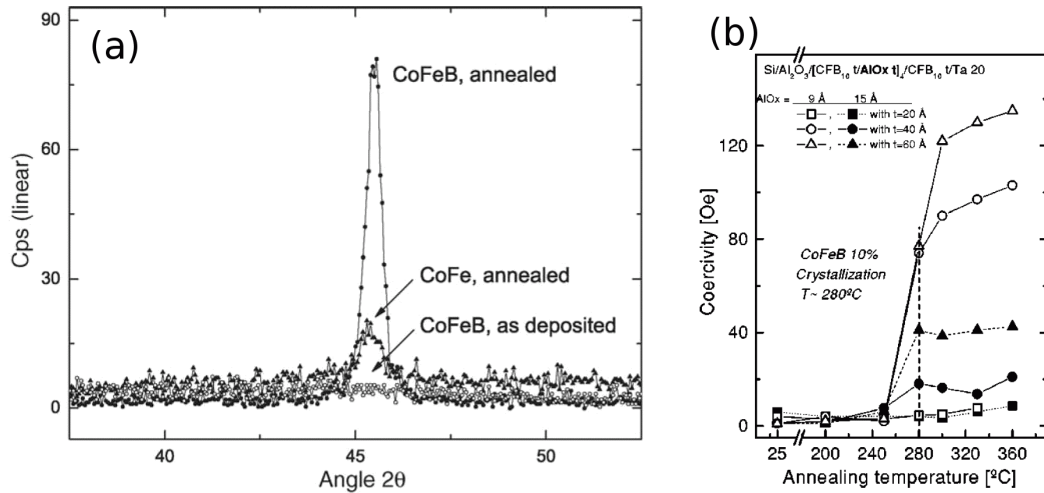 (a)
90
60
30
0
Cps (linear)
CoFeB, annealed
CoFe, annealed
CoFeB, as deposited
40
45
50
Angle 2θ
(b)
Si/Al₂O₃/[CFB₁₀ t/AlOx t]₄/CFB₁₀ t/Ta 20
AlOx = 9 Å 15 Å
, with t=20 Å
, with t=40 Å
, with t=60 Å
120
80
40
0
Coercivity [Oe]
CoFeB 10%
Crystallization
T~ 280ºC
25 200 240 280 320 360
Annealing temperature [ºC]